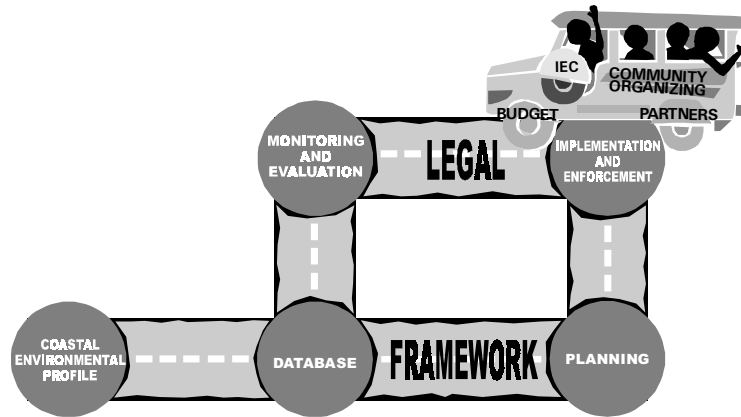 IEC
COMMUNITY
ORGANIZING
BUDGET
PARTNERS
MONITORING
AND
EVALUATION
LEGAL
IMPLEMENTATION
AND
ENFORCEMENT
COASTAL
ENVIRONMENTAL
PROFILE
DATABASE
FRAMEWORK
PLANNING